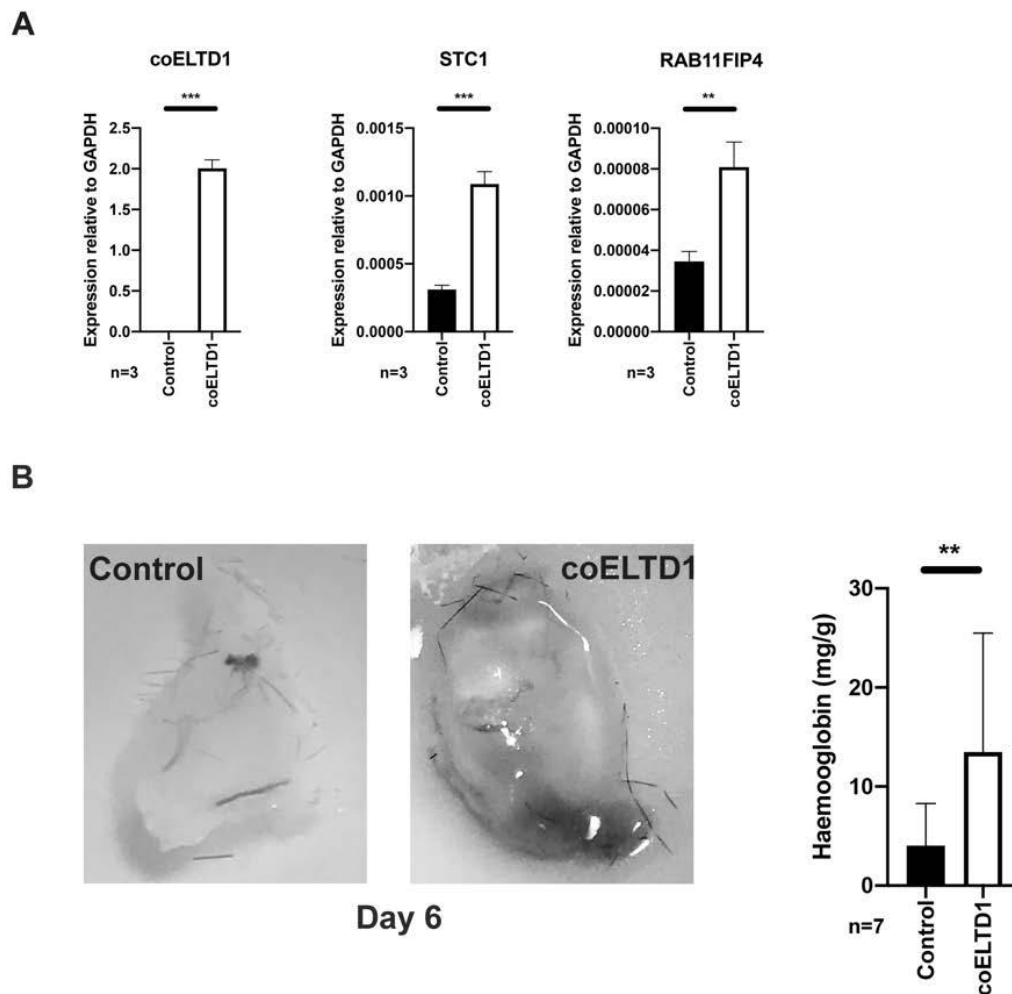 A
coELTD1
***
Expression relative to GAPDH
2.5
2.0
1.5
1.0
0.5
0.0
n=3
Control
coELTD1
STC1
***
Expression relative to GAPDH
0.0015
0.0010
0.0005
0.0000
n=3
Control
coELTD1
RAB11FIP4
**
Expression relative to GAPDH
0.00010
0.00008
0.00006
0.00004
0.00002
0.00000
n=3
Control
coELTD1
B
Control
coELTD1
Day 6
**
Haemooglobin (mg/g)
30
20
10
0
n=7
Control
coELTD1